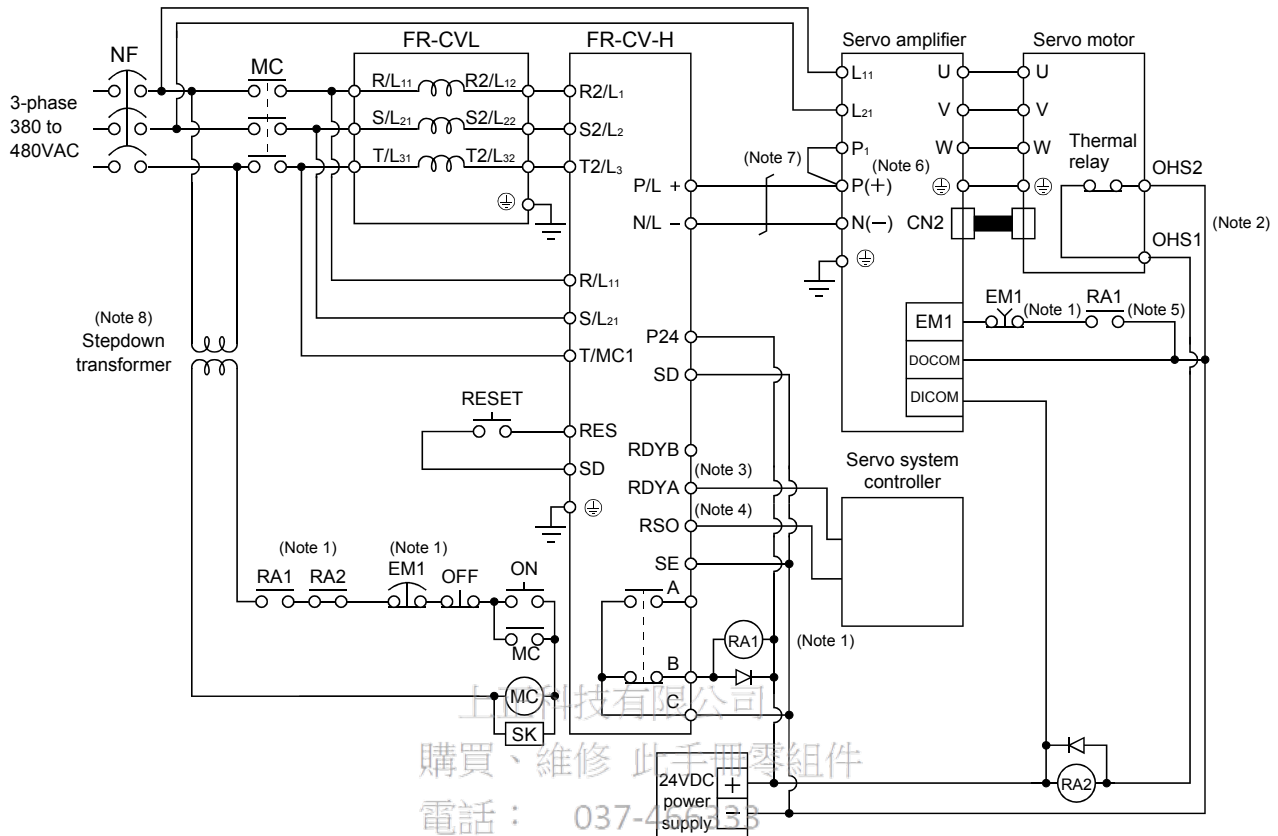 FR-CVL
FR-CV-H
Servo amplifier
Servo motor
NF
MC
3-phase
380 to
480VAC
R/L11
R2/L12
S/L21
S2/L22
T/L31
T2/L32
R2/L1
S2/L2
T2/L3
P/L +
N/L −
R/L11
S/L21
T/MC1
L11
L21
P1
P(+)
N(−)
(Note 7)
(Note 6)
U
V
W
CN2
U
V
W
Thermal
relay
OHS2
OHS1
(Note 2)
EM1
DOCOM
DICOM
EM1
(Note 1)
RA1
(Note 5)
(Note 8)
Stepdown
transformer
RESET
RES
SD
P24
SD
RDYB
RDYA
(Note 3)
RSO
(Note 4)
SE
A
B
C
Servo system
controller
(Note 1)
RA1
RA2
(Note 1)
EM1
OFF
ON
MC
MC
SK
RA1
(Note 1)
RA2
24VDC
power
supply
+
−
上正科技有限公司
購買、維修 此手冊零組件
電話: 037-466333